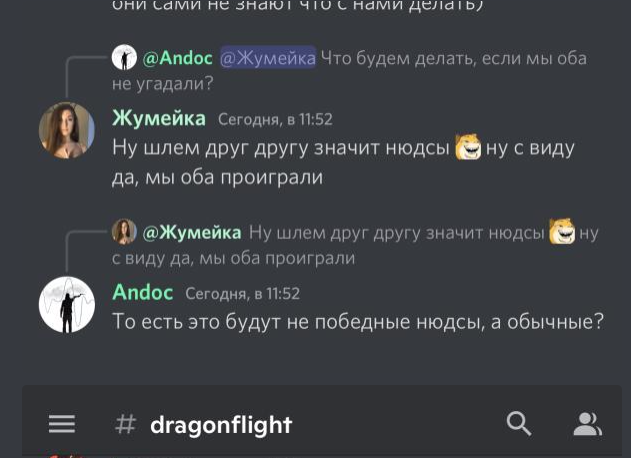 они сами не знают что с нами делать)
@Andoc @Жумейка Что будем делать, если мы оба
не угадали?
Жумейка Сегодня, в 11:52
Ну шлем друг другу значит нюдсы ну с виду
да, мы оба проиграли
@Жумейка Ну шлем друг другу значит нюдсы ну
с виду да, мы оба проиграли
Andoc Сегодня, в 11:52
То есть это будут не победные нюдсы, а обычные?
# dragonflight